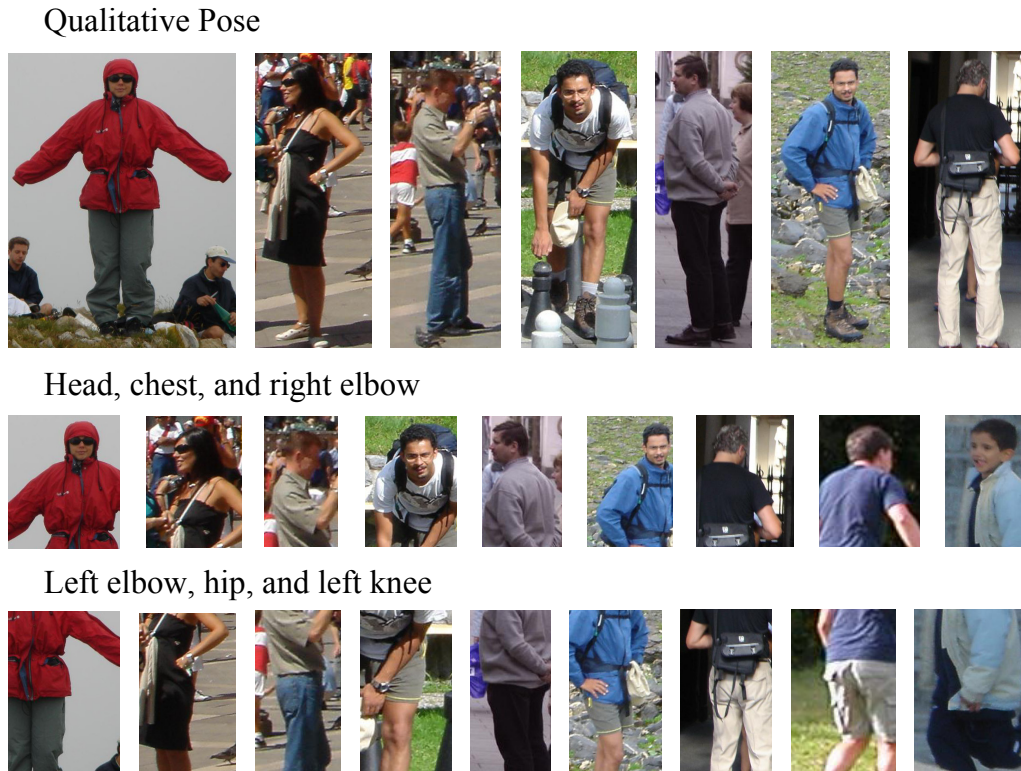 Qualitative Pose
Head, chest, and right elbow
Left elbow, hip, and left knee